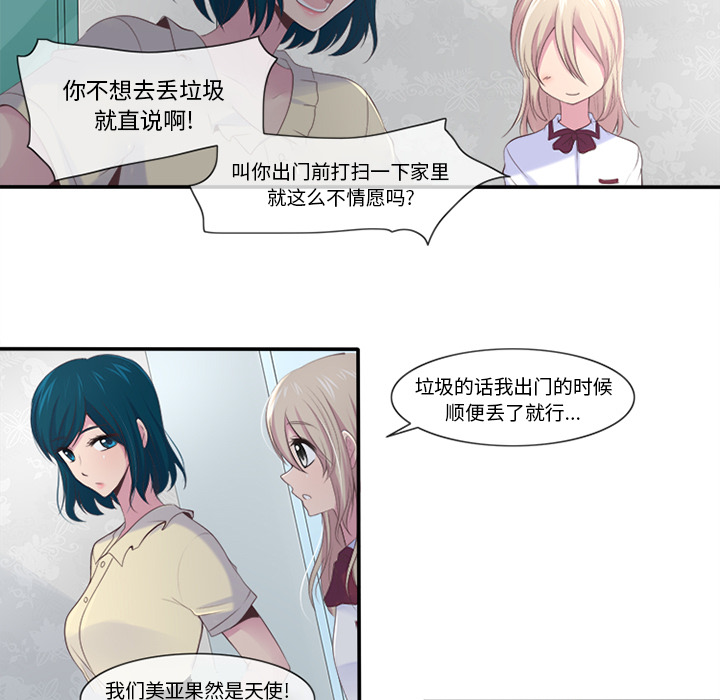 你不想去丢垃圾
就直说啊!
叫你出门前打扫一下家里
就这么不情愿吗?
垃圾的话我出门的时候
顺便丢了就行...
我们美亚果然是天使!